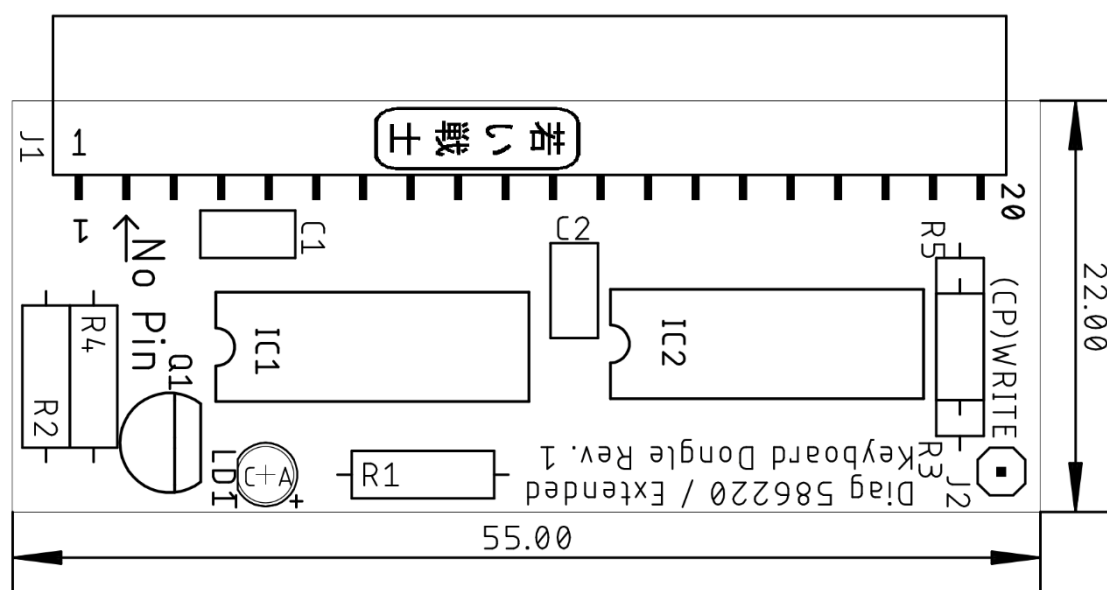 J1
1
若い戦士
1
20
No Pin
C1
C2
R5
R4
R2
Q1
IC1
IC2
(CP)WRITE
22.00
LD1
C+A
+
R1
Diag 586220 / Extended
Keyboard Dongle Rev. 1
R3
J2
55.00